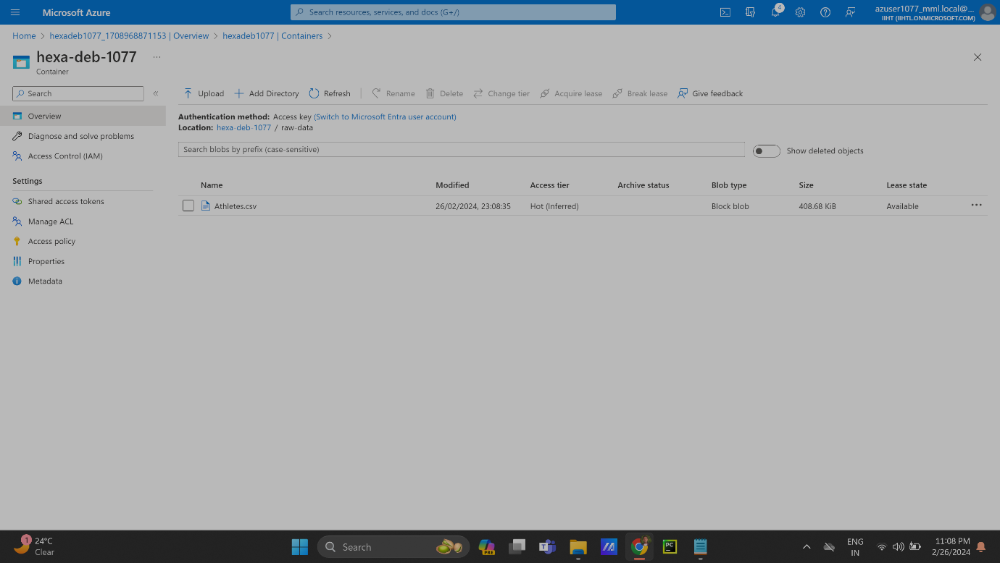 Microsoft Azure
Search resources, services, and docs (G+/)
4
azuser1077_mml.local@...
IIHT (IIHTLONMICROSOFT.COM)
Home > hexadeb1077_1708968871153 | Overview > hexadeb1077 | Containers >
hexa-deb-1077 ...
Container
Search «
Overview
Diagnose and solve problems
Access Control (IAM)
Settings
Shared access tokens
Manage ACL
Access policy
Properties
Metadata
Upload Add Directory Refresh Rename Delete Change tier Acquire lease Break lease Give feedback
Authentication method: Access key (Switch to Microsoft Entra user account)
Location: hexa-deb-1077 / raw-data
Search blobs by prefix (case-sensitive)
Show deleted objects
Name Modified Access tier Archive status Blob type Size Lease state
Athletes.csv 26/02/2024, 23:08:35 Hot (Inferred) Block blob 408.68 KiB Available ...
1
24°C
Clear
Search
PRE
T
PC
ENG
IN
11:08 PM
2/26/2024